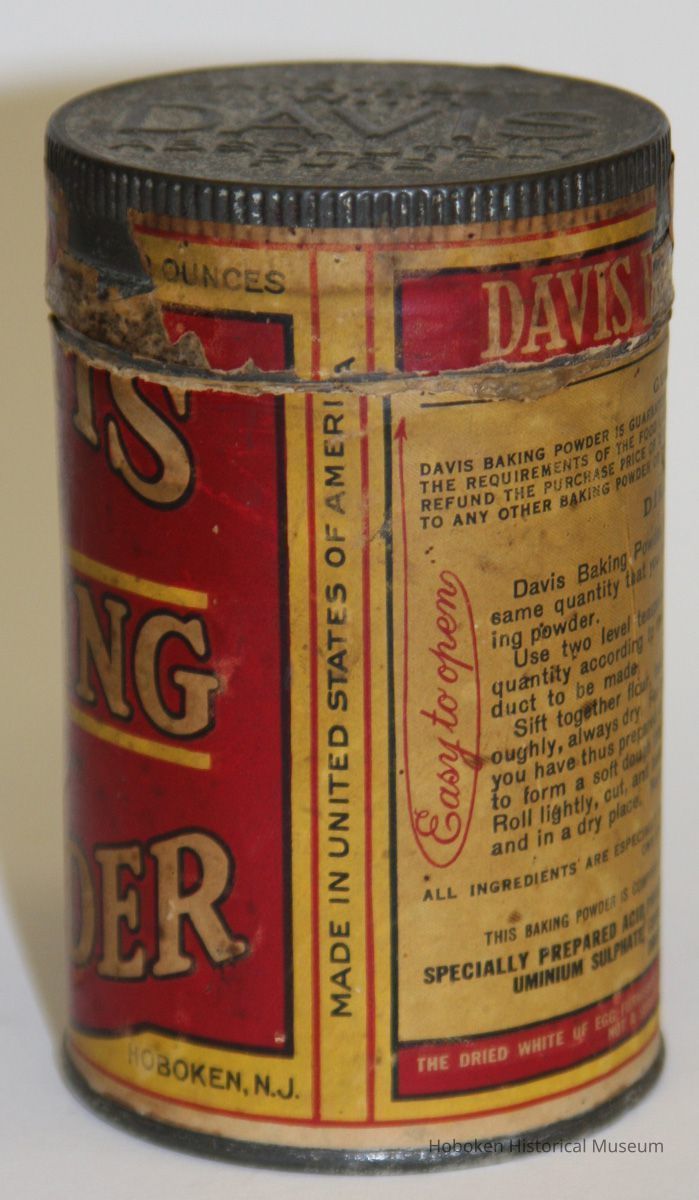 DAVIS
OUNCES
IS
NG
DER
HOBOKEN, N.J.
MADE IN UNITED STATES OF AMERICA
DAVIS
DAVIS BAKING POWDER IS
THE REQUIREMENTS OF THE FOOD
REFUND THE PURCHASE PRICE OF
TO ANY OTHER BAKING POWDER
Easy to open
Davis Baking
same quantity that
ing powder.
Use two level
quantity according to
duct to be made
Sift together
oughly, always dry.
you have thus
to form a soft
Roll lightly, cut, and
and in a dry place.
ALL INGREDIENTS ARE
THIS BAKING POWDER IS
SPECIALLY PREPARED ACID
UMINIUM SULPHATE,
THE DRIED WHITE OF EGG
Hoboken Historical Museum